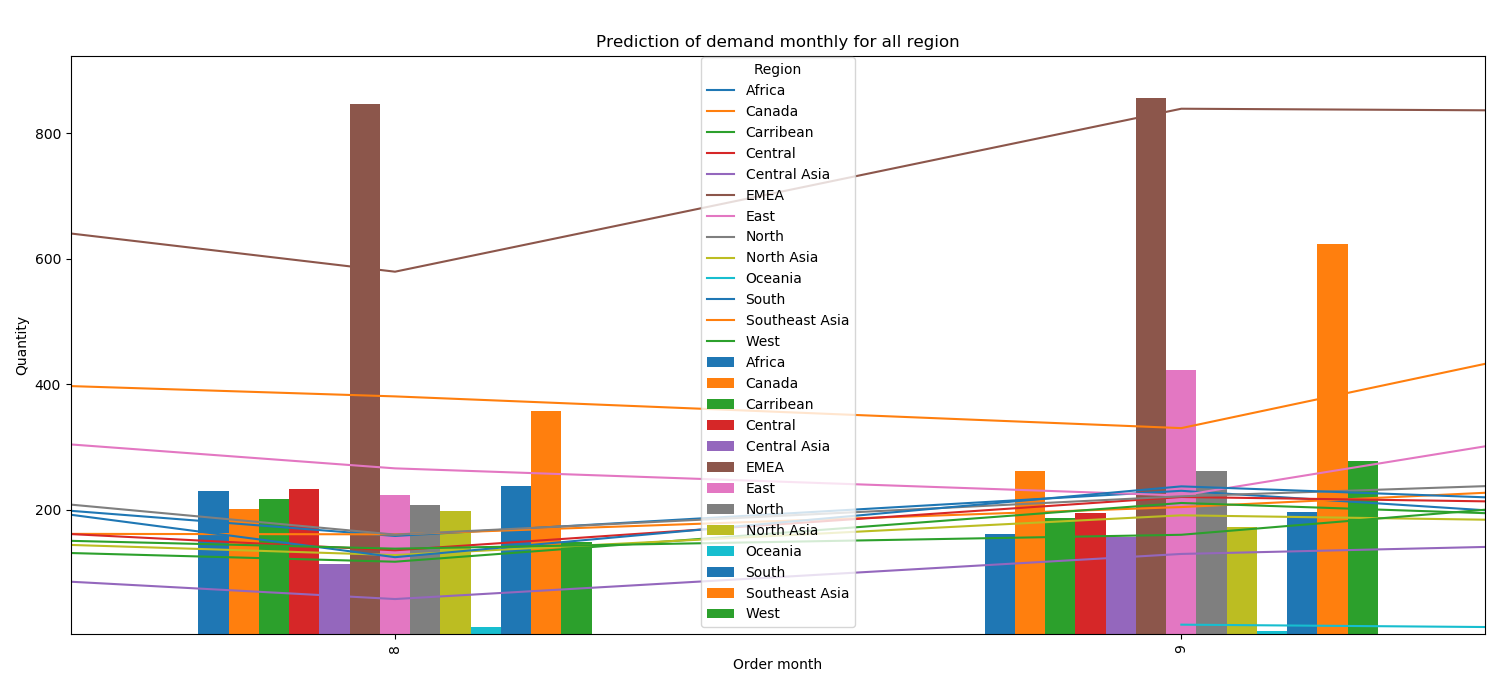 Prediction of demand monthly for all region
Region
Africa
Canada
Carribean
Central
Central Asia
EMEA
East
North
North Asia
Oceania
South
Southeast Asia
West
Africa
Canada
Carribean
Central
Central Asia
EMEA
East
North
North Asia
Oceania
South
Southeast Asia
West
800
600
400
200
Quantity
8
9
Order month